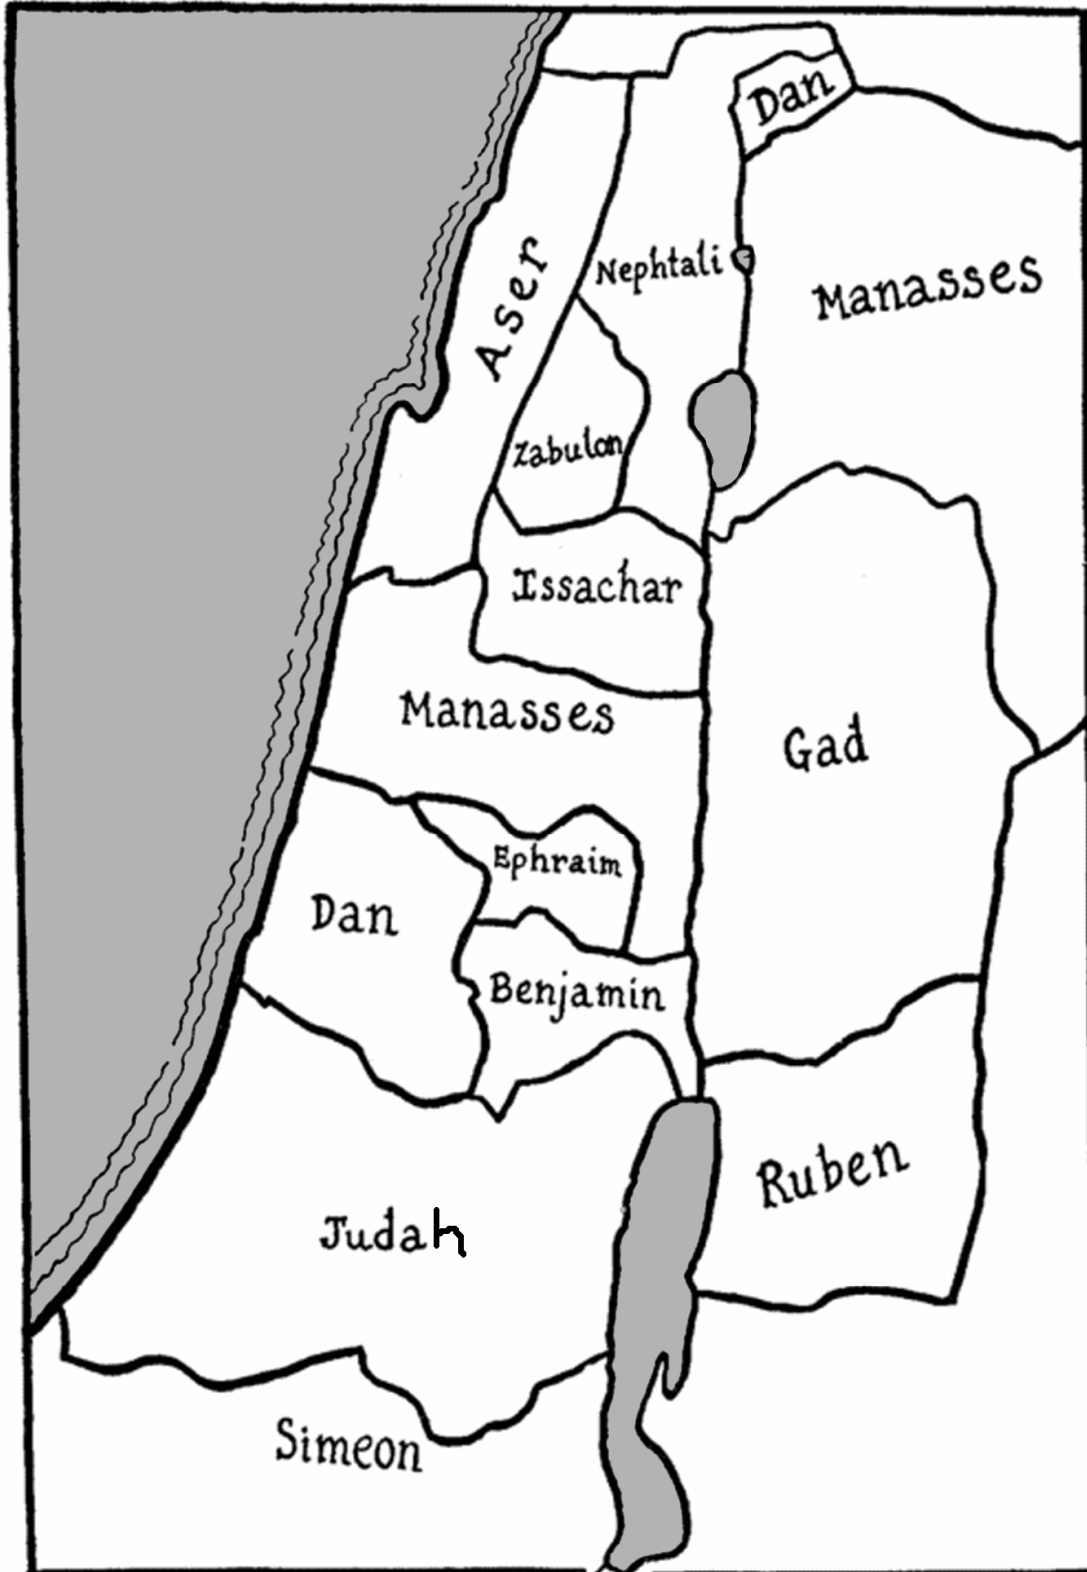 Dan
Nephtali
Manasses
Aser
Zabulon
Issachar
Manasses
Gad
Ephraim
Dan
Benjamin
Ruben
Judah
Simeon